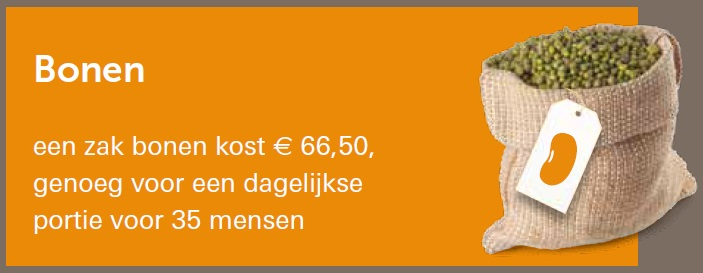 Bonen
een zak bonen kost € 66,50,
genoeg voor een dagelijkse
portie voor 35 mensen